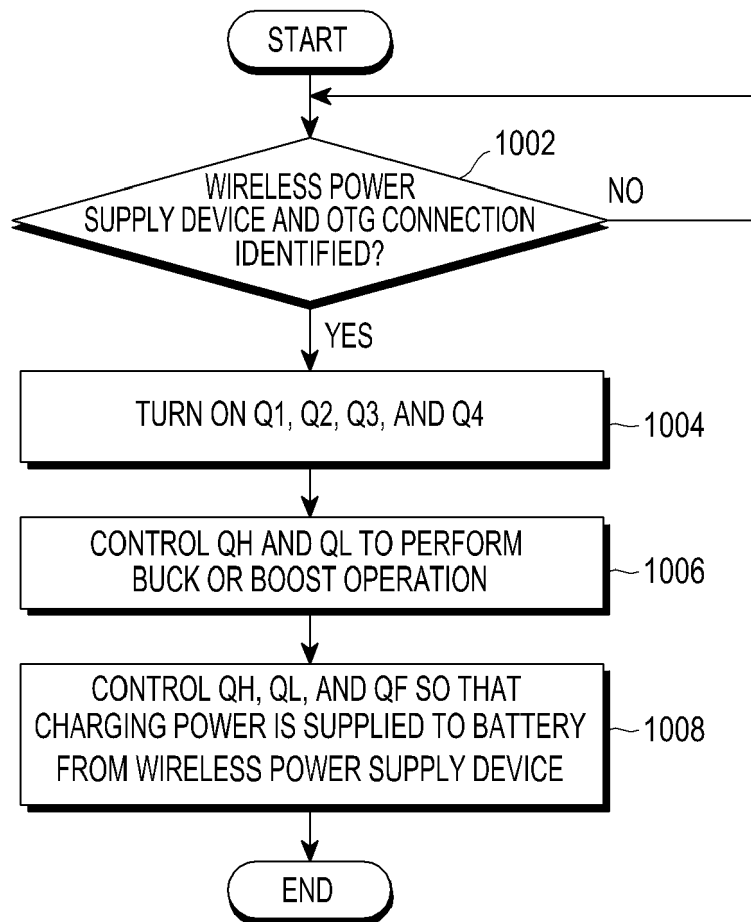 START
1002
WIRELESS POWER
SUPPLY DEVICE AND OTG CONNECTION
IDENTIFIED?
NO
YES
TURN ON Q1, Q2, Q3, AND Q4
1004
CONTROL QH AND QL TO PERFORM
BUCK OR BOOST OPERATION
1006
CONTROL QH, QL, AND QF SO THAT
CHARGING POWER IS SUPPLIED TO BATTERY
FROM WIRELESS POWER SUPPLY DEVICE
1008
END